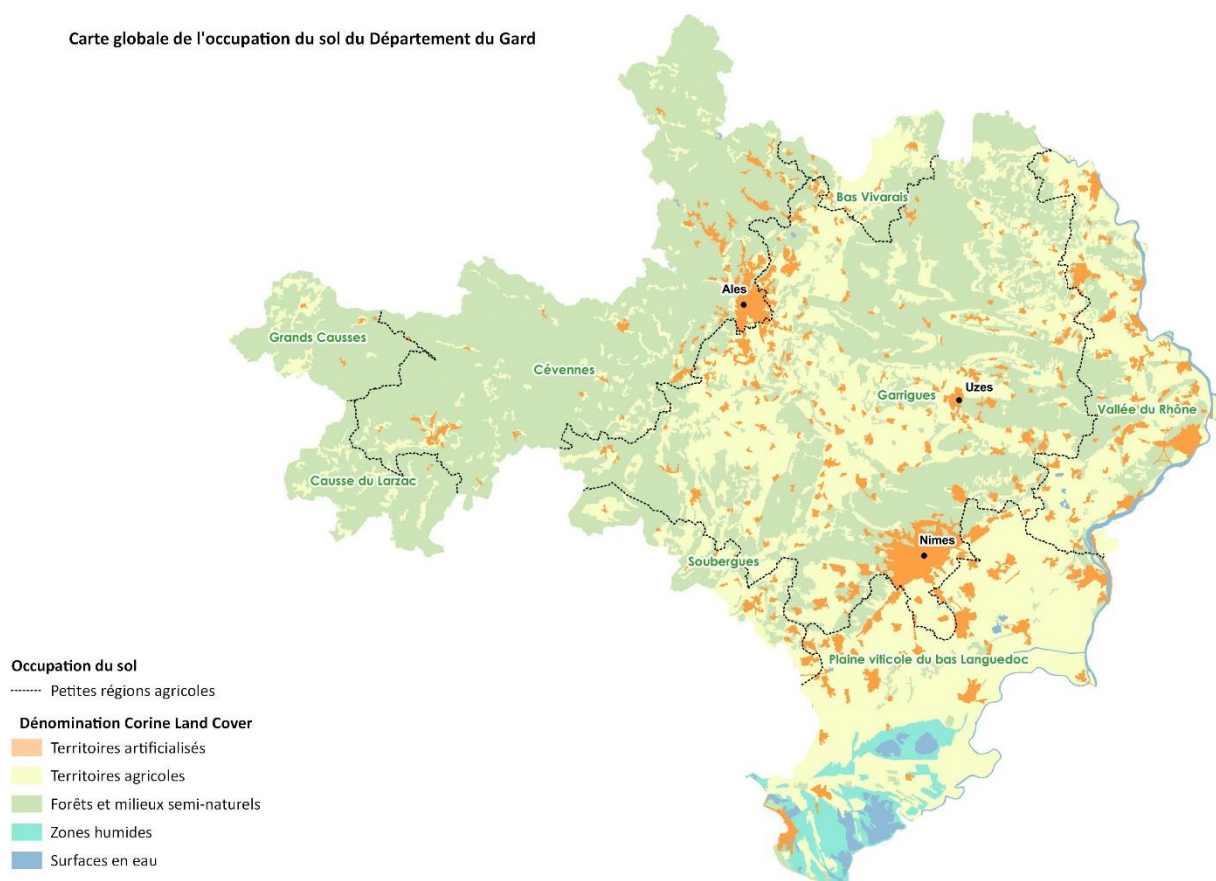 Carte globale de l'occupation du sol du Département du Gard
Bas Vivarais
Ales
Grands Causses
Cévennes
Uzes
Garrigues
Vallée du Rhône
Causse du Larzac
Nimes
Soubergues
Plaine viticole du bas Languedoc
Occupation du sol
Petites régions agricoles
Dénomination Corine Land Cover
Territoires artificialisés
Territoires agricoles
Forêts et milieux semi-naturels
Zones humides
Surfaces en eau